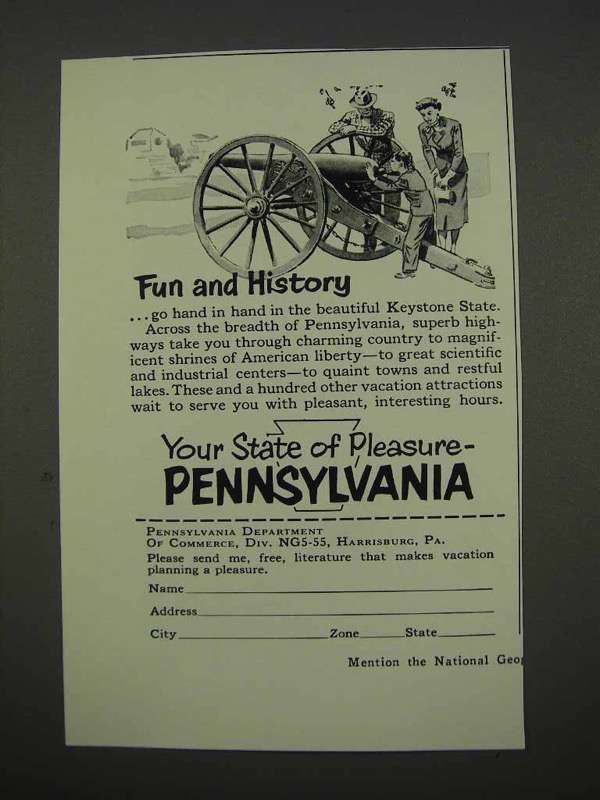 Fun and History
...go hand in hand in the beautiful Keystone State.
Across the breadth of Pennsylvania, superb high-
ways take you through charming country to magnif-
icent shrines of American liberty—to great scientific
and industrial centers—to quaint towns and restful
lakes. These and a hundred other vacation attractions
wait to serve you with pleasant, interesting hours.
Your State of Pleasure-
PENNSYLVANIA
PENNSYLVANIA DEPARTMENT
OF COMMERCE, DIV. NG5-55, HARRISBURG, PA.
Please send me, free, literature that makes vacation
planning a pleasure.
Name
Address
City Zone State
Mention the National Geog